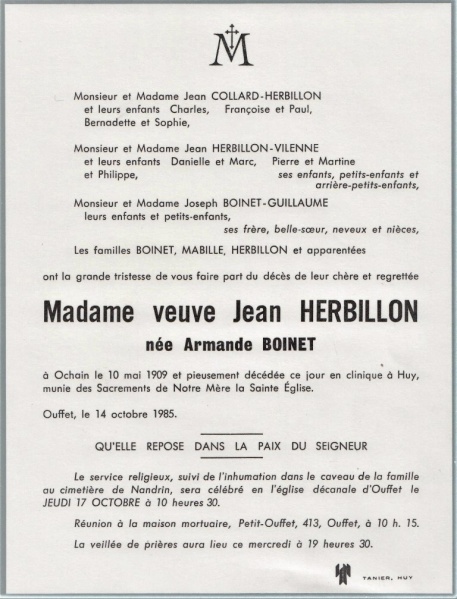 M
Monsieur et Madame Jean COLLARD-HERBILLON
et leurs enfants Charles, Françoise et Paul,
Bernadette et Sophie,
Monsieur et Madame Jean HERBILLON-VILENNE
et leurs enfants Danielle et Marc, Pierre et Martine
et Philippe, ses enfants, petits-enfants et
arrière-petits-enfants,
Monsieur et Madame Joseph BOINET-GUILLAUME
leurs enfants et petits-enfants,
ses frère, belle-sœur, neveux et nièces,
Les familles BOINET, MABILLE, HERBILLON et apparentées
ont la grande tristesse de vous faire part du décès de leur chère et regrettée
Madame veuve Jean HERBILLON
née Armande BOINET
à Ochain le 10 mai 1909 et pieusement décédée ce jour en clinique à Huy,
munie des Sacrements de Notre Mère la Sainte Église.
Ouffet, le 14 octobre 1985.
QU'ELLE REPOSE DANS LA PAIX DU SEIGNEUR
Le service religieux, suivi de l'inhumation dans le caveau de la famille
au cimetière de Nandrin, sera célébré en l'église décanale d'Ouffet le
JEUDI 17 OCTOBRE à 10 heures 30.
Réunion à la maison mortuaire, Petit-Ouffet, 413, Ouffet, à 10 h. 15.
La veillée de prières aura lieu ce mercredi à 19 heures 30.
TANIER, HUY